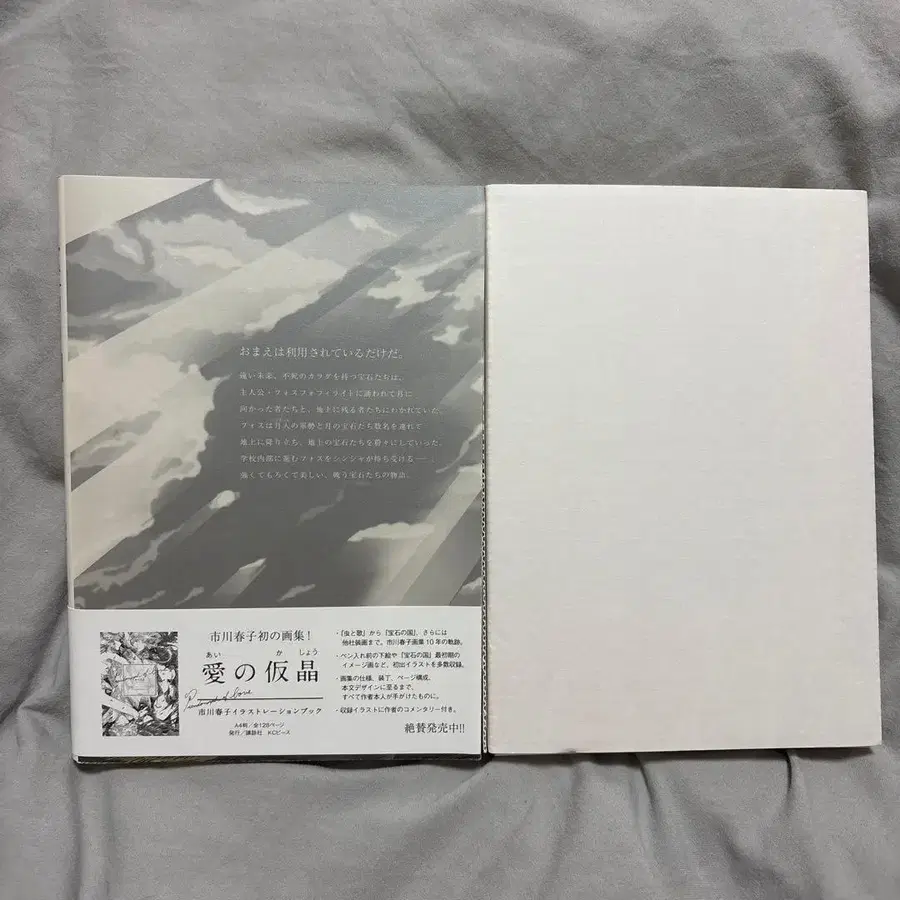 おまえは利用されているだけだ。
遠い未来、不死のカラダを持つ宝石たちは、
主人公・フォスフォフィライトに誘われて月に
向かった者たちと、地上に残る者たちにわかれていた。
フォスは月人の軍勢と月の宝石たち数名を連れて
地上に降り立ち、地上の宝石たちを粉々にしていった。
学校内部に進むフォスをシンシャが待ち受ける——。
強くてもろくて美しい、戦う宝石たちの物語。
市川春子初の画集!
あい か しょう
愛の仮晶
Pseudomorph of love
市川春子イラストレーションブック
A4判/全128ページ
発行/講談社 KCピース
・『虫と歌』から『宝石の国』、さらには
他社装画まで。市川春子画業10年の軌跡。
・ペン入れ前の下絵や『宝石の国』最初期の
イメージ画など、初出イラストを多数収録。
・画集の仕様、装丁、ページ構成、
本文デザインに至るまで、
すべて作者本人が手がけたものに。
・収録イラストに作者のコメンタリー付き。
絶賛発売中!!